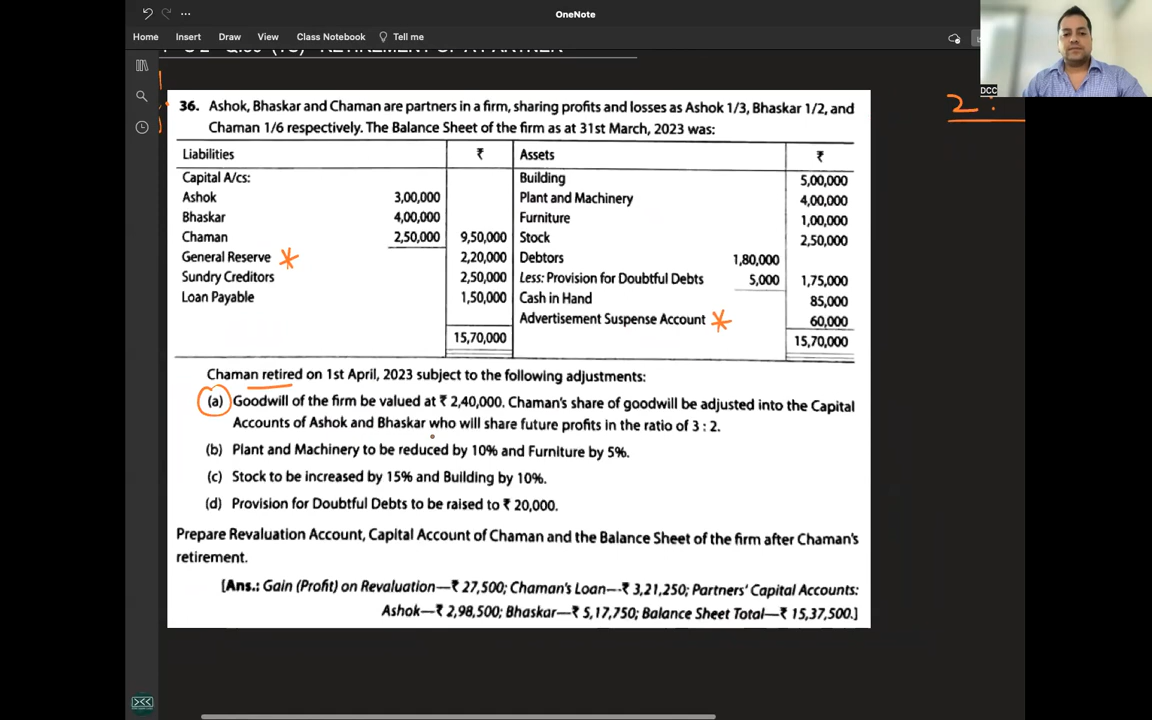 OneNote
Home Insert Draw View Class Notebook Tell me
RETIREMENT OF A PARTNER
DCC
2 :
36. Ashok, Bhaskar and Chaman are partners in a firm, sharing profits and losses as Ashok 1/3, Bhaskar 1/2, and
Chaman 1/6 respectively. The Balance Sheet of the firm as at 31st March, 2023 was:
Liabilities ₹ Assets ₹
Capital A/cs: Building 5,00,000
Ashok 3,00,000 Plant and Machinery 4,00,000
Bhaskar 4,00,000 Furniture 1,00,000
Chaman 2,50,000 9,50,000 Stock 2,50,000
General Reserve 2,20,000 Debtors 1,80,000
Sundry Creditors 2,50,000 Less: Provision for Doubtful Debts 5,000 1,75,000
Loan Payable 1,50,000 Cash in Hand 85,000
Advertisement Suspense Account 60,000
15,70,000 15,70,000
Chaman retired on 1st April, 2023 subject to the following adjustments:
(a) Goodwill of the firm be valued at ₹ 2,40,000. Chaman's share of goodwill be adjusted into the Capital
Accounts of Ashok and Bhaskar who will share future profits in the ratio of 3 : 2.
(b) Plant and Machinery to be reduced by 10% and Furniture by 5%.
(c) Stock to be increased by 15% and Building by 10%.
(d) Provision for Doubtful Debts to be raised to ₹ 20,000.
Prepare Revaluation Account, Capital Account of Chaman and the Balance Sheet of the firm after Chaman's
retirement.
[Ans.: Gain (Profit) on Revaluation—₹ 27,500; Chaman's Loan—₹ 3,21,250; Partners' Capital Accounts:
Ashok—₹ 2,98,500; Bhaskar—₹ 5,17,750; Balance Sheet Total—₹ 15,37,500.]